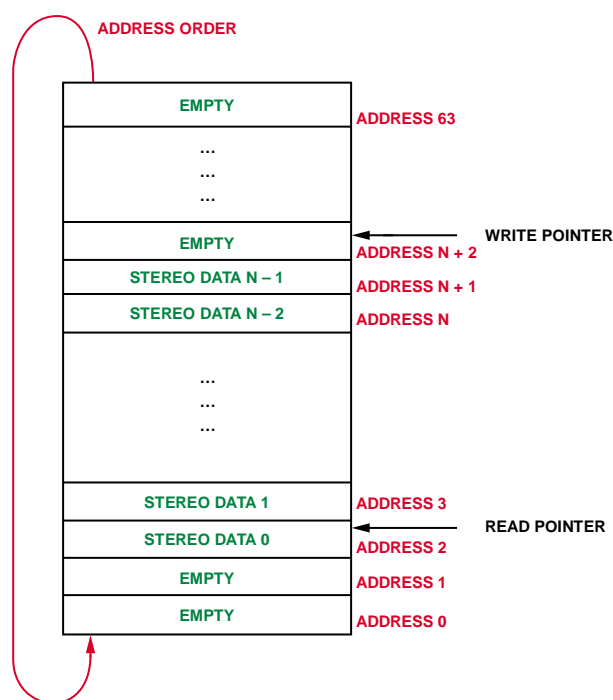 ADDRESS ORDER
EMPTY
ADDRESS 63
...
...
...
WRITE POINTER
EMPTY
ADDRESS N + 2
STEREO DATA N – 1
ADDRESS N + 1
STEREO DATA N – 2
ADDRESS N
...
...
...
STEREO DATA 1
ADDRESS 3
READ POINTER
STEREO DATA 0
ADDRESS 2
EMPTY
ADDRESS 1
EMPTY
ADDRESS 0